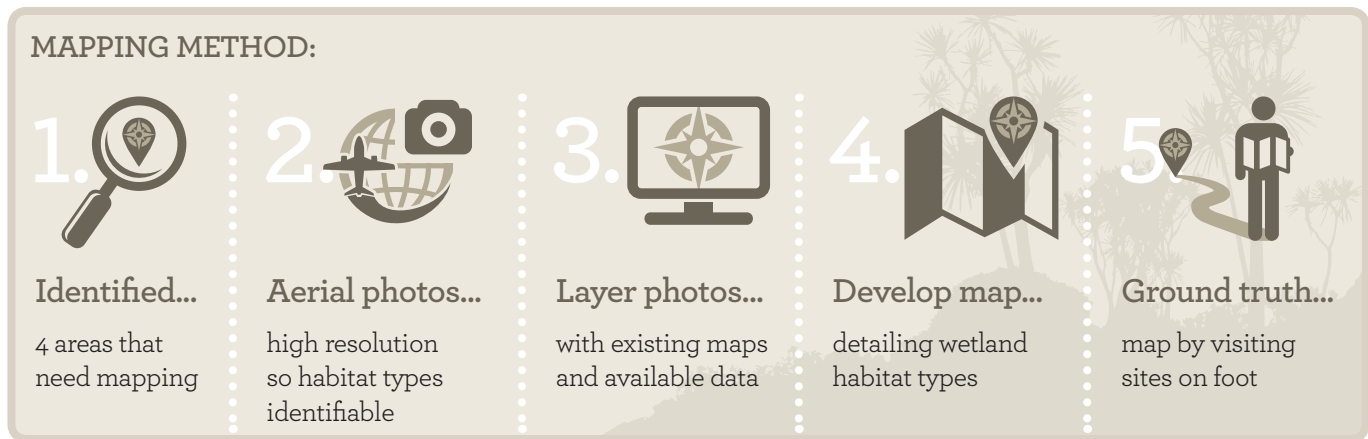 MAPPING METHOD:
1.
Identified...
4 areas that
need mapping
2.
Aerial photos...
high resolution
so habitat types
identifiable
3.
Layer photos...
with existing maps
and available data
4.
Develop map...
detailing wetland
habitat types
5.
Ground truth...
map by visiting
sites on foot